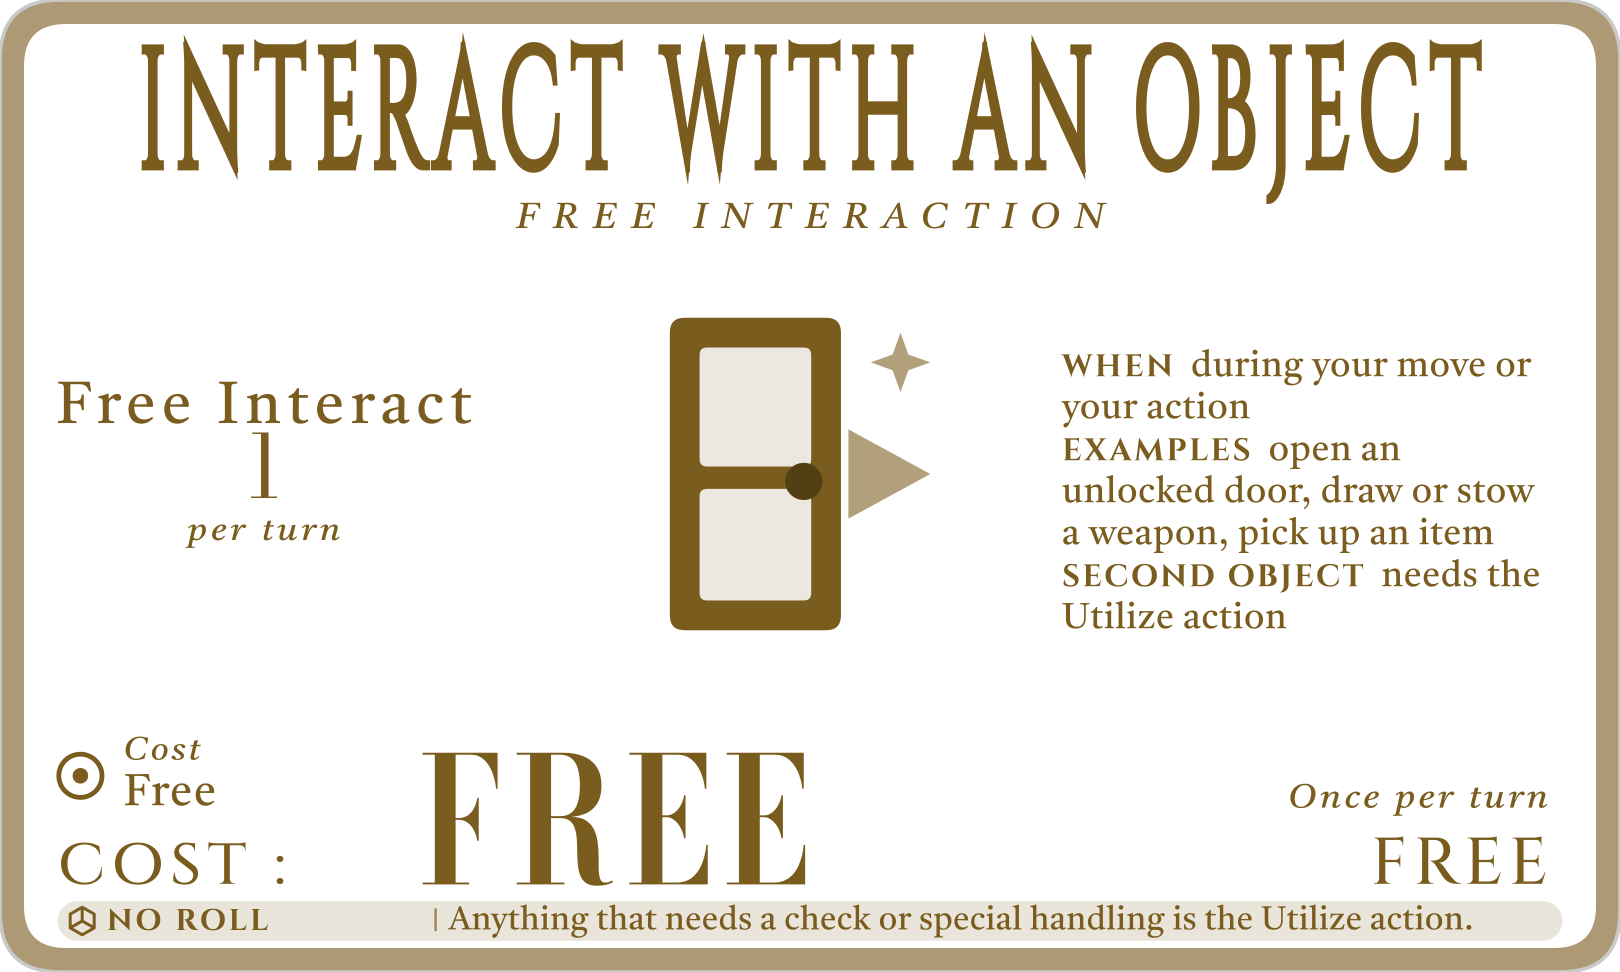 INTERACT WITH AN OBJECT
FREE INTERACTION
Free Interact
1
per turn
WHEN during your move or
your action
EXAMPLES open an
unlocked door, draw or stow
a weapon, pick up an item
SECOND OBJECT needs the
Utilize action
Cost
Free
COST :
FREE
Once per turn
FREE
NO ROLL | Anything that needs a check or special handling is the Utilize action.